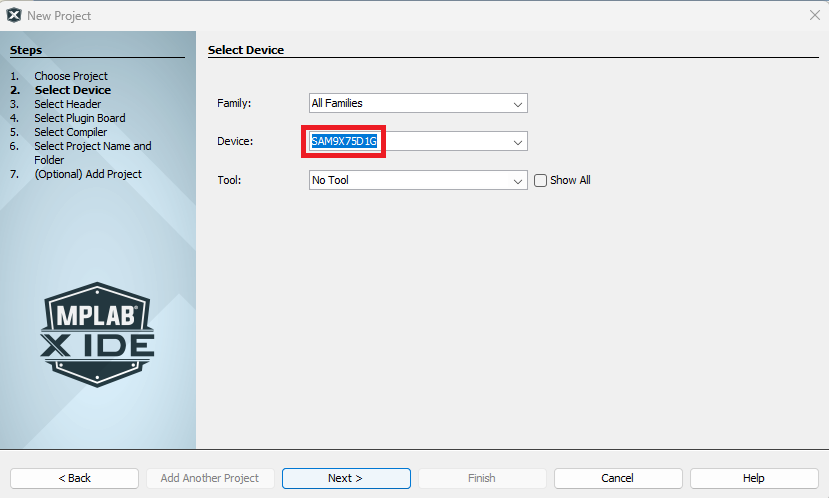 New Project
Steps
1. Choose Project
2. Select Device
3. Select Header
4. Select Plugin Board
5. Select Compiler
6. Select Project Name and
Folder
7. (Optional) Add Project
MPLAB®
X IDE
Select Device
Family: All Families
Device: SAM9X75D1G
Tool: No Tool Show All
< Back Add Another Project Next > Finish Cancel Help